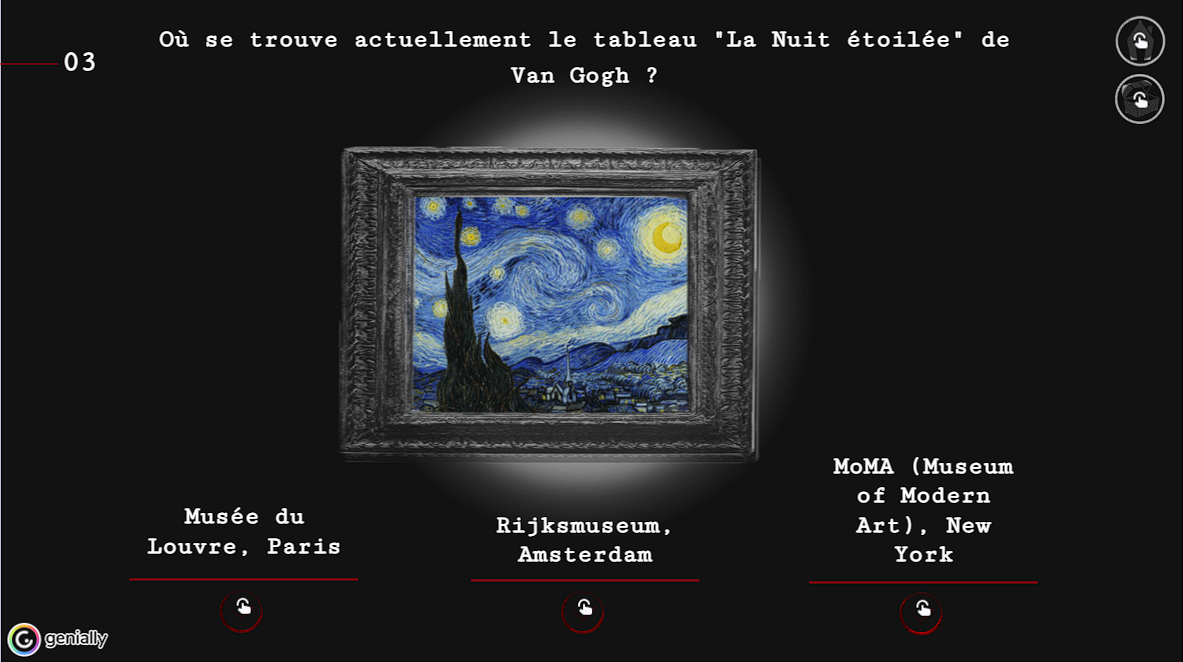 Où se trouve actuellement le tableau "La Nuit étoilée" de
Van Gogh ?
03
Musée du
Louvre, Paris
Rijksmuseum,
Amsterdam
MoMA (Museum
of Modern
Art), New
York
genially